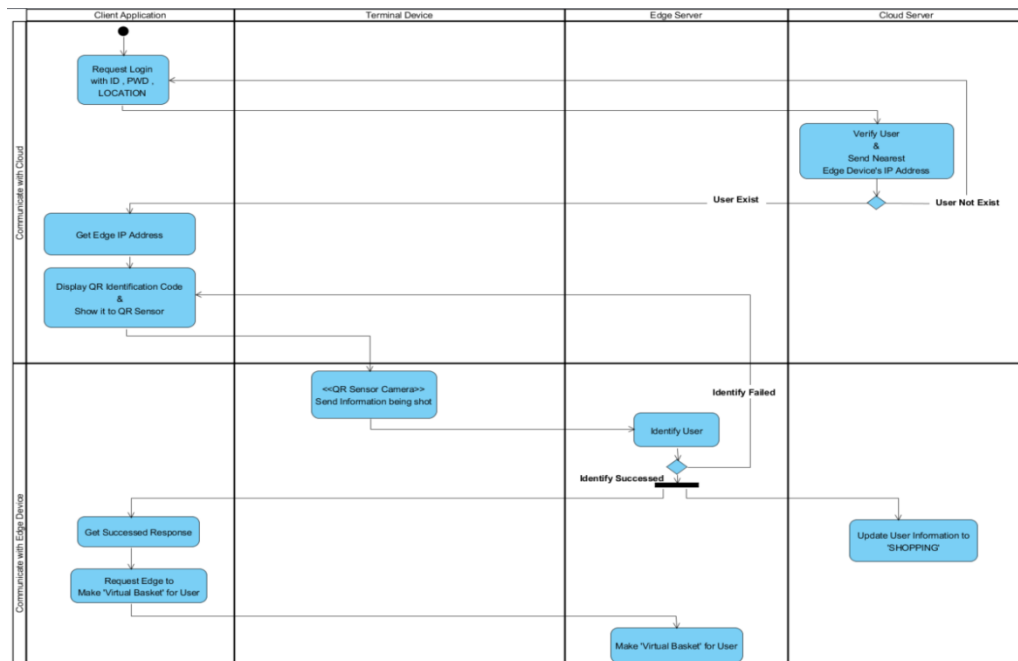 Client Application
Terminal Device
Edge Server
Cloud Server
Communicate with Cloud
Request Login
with ID , PWD ,
LOCATION
Verify User
&
Send Nearest
Edge Device's IP Address
User Exist
User Not Exist
Get Edge IP Address
Display QR Identification Code
&
Show it to QR Sensor
Communicate with Edge Device
<<QR Sensor Camera>>
Send Information being shot
Identify Failed
Identify User
Identify Successed
Get Successed Response
Update User Information to
'SHOPPING'
Request Edge to
Make 'Virtual Basket' for User
Make 'Virtual Basket' for User